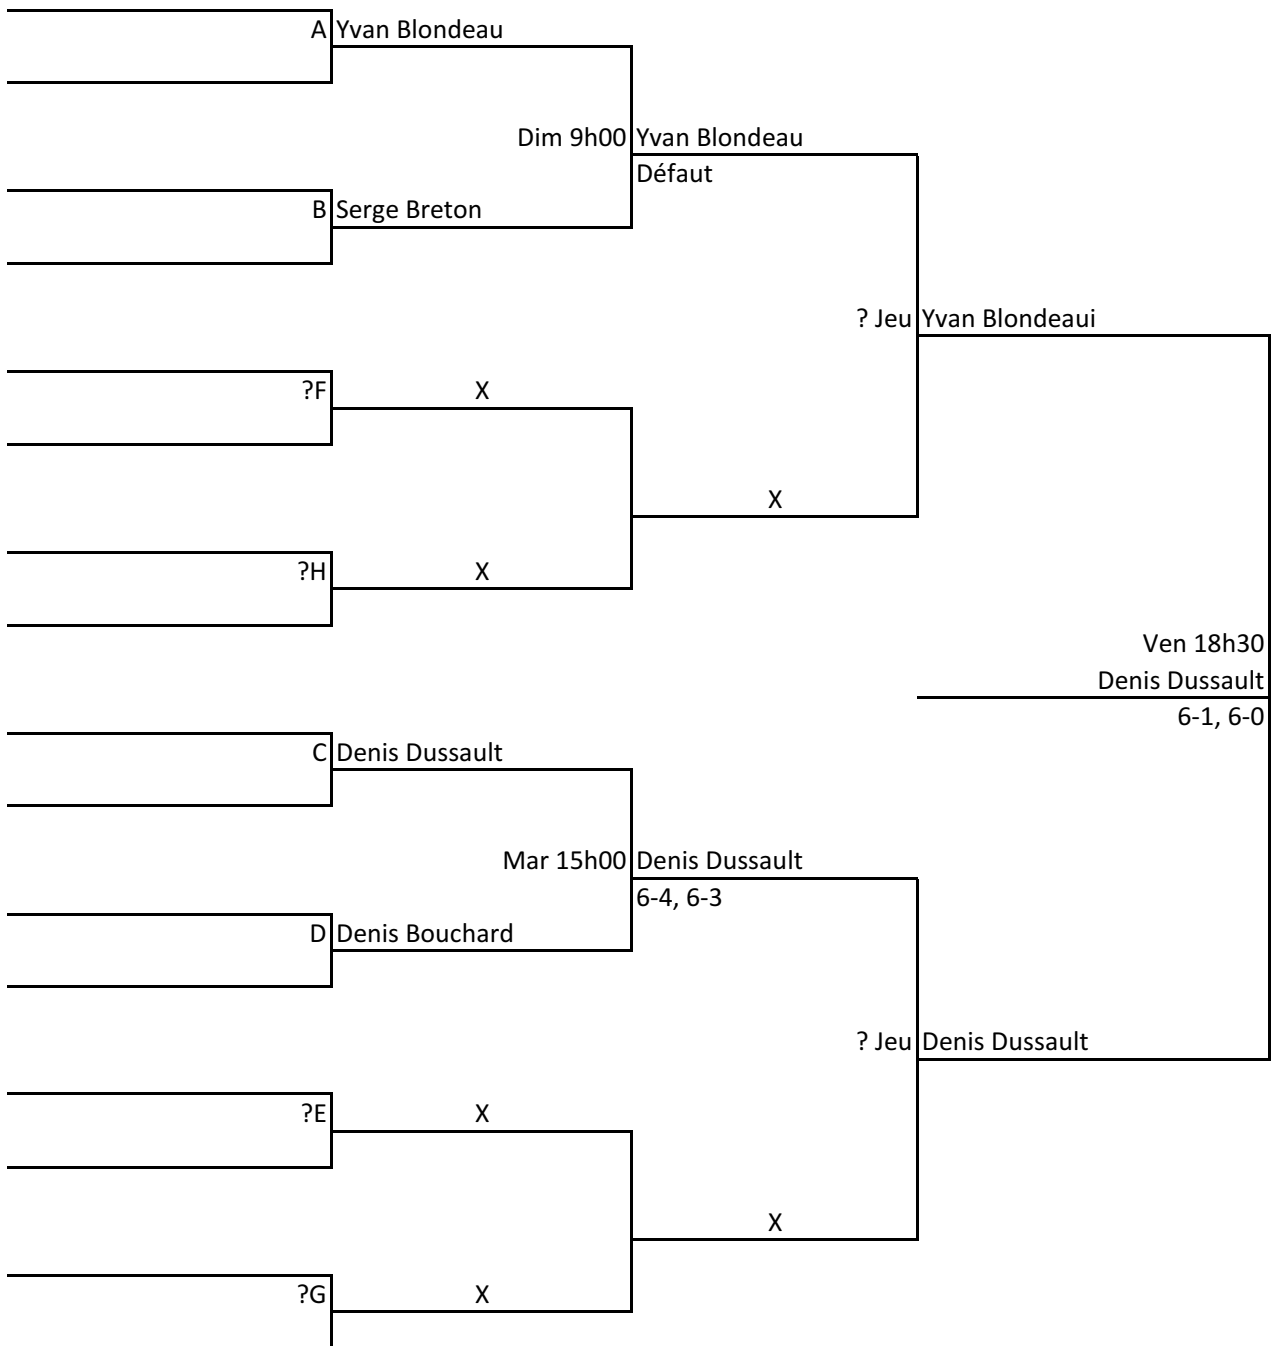 A Yvan Blondeau
Dim 9h00 Yvan Blondeau
Défaut
B Serge Breton
? Jeu Yvan Blondeaui
?F X
X
?H X
Ven 18h30
Denis Dussault
6-1, 6-0
C Denis Dussault
Mar 15h00 Denis Dussault
6-4, 6-3
D Denis Bouchard
? Jeu Denis Dussault
?E X
X
?G X